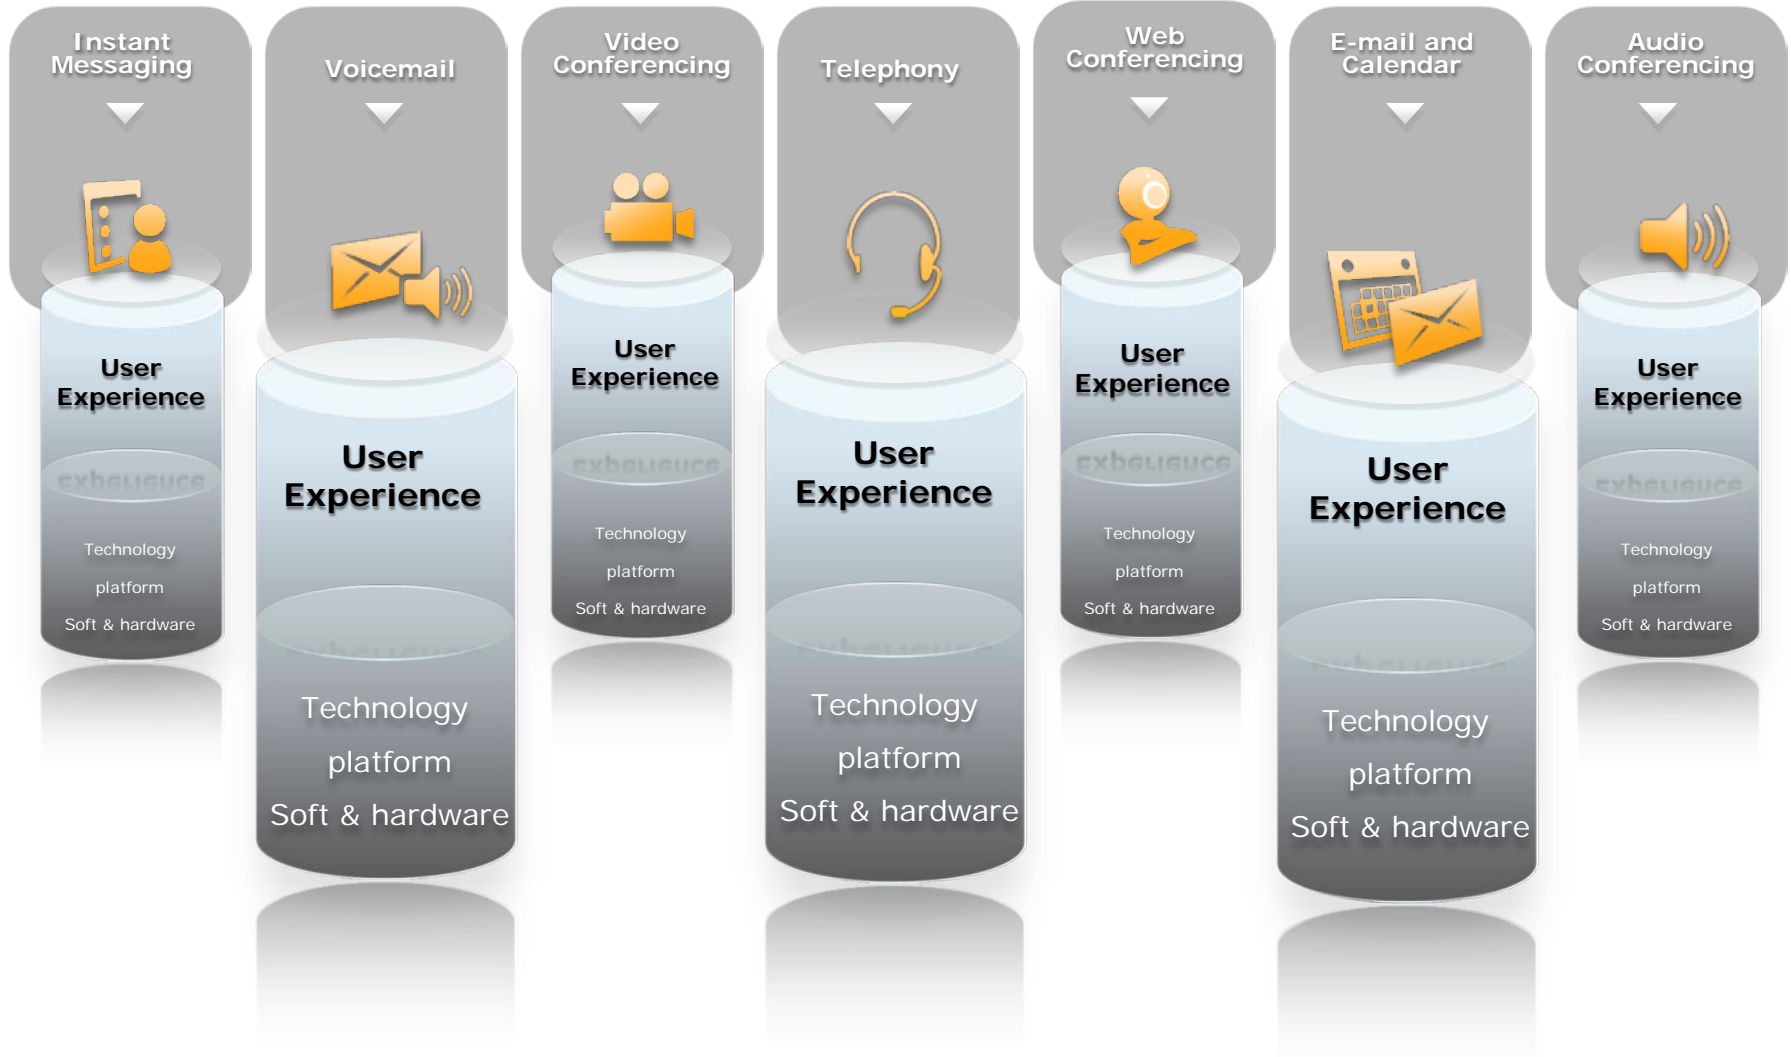 Instant
Messaging
User
Experience
Technology
platform
Soft & hardware
Voicemail
User
Experience
Technology
platform
Soft & hardware
Video
Conferencing
User
Experience
Technology
platform
Soft & hardware
Telephony
User
Experience
Technology
platform
Soft & hardware
Web
Conferencing
User
Experience
Technology
platform
Soft & hardware
E-mail and
Calendar
User
Experience
Technology
platform
Soft & hardware
Audio
Conferencing
User
Experience
Technology
platform
Soft & hardware